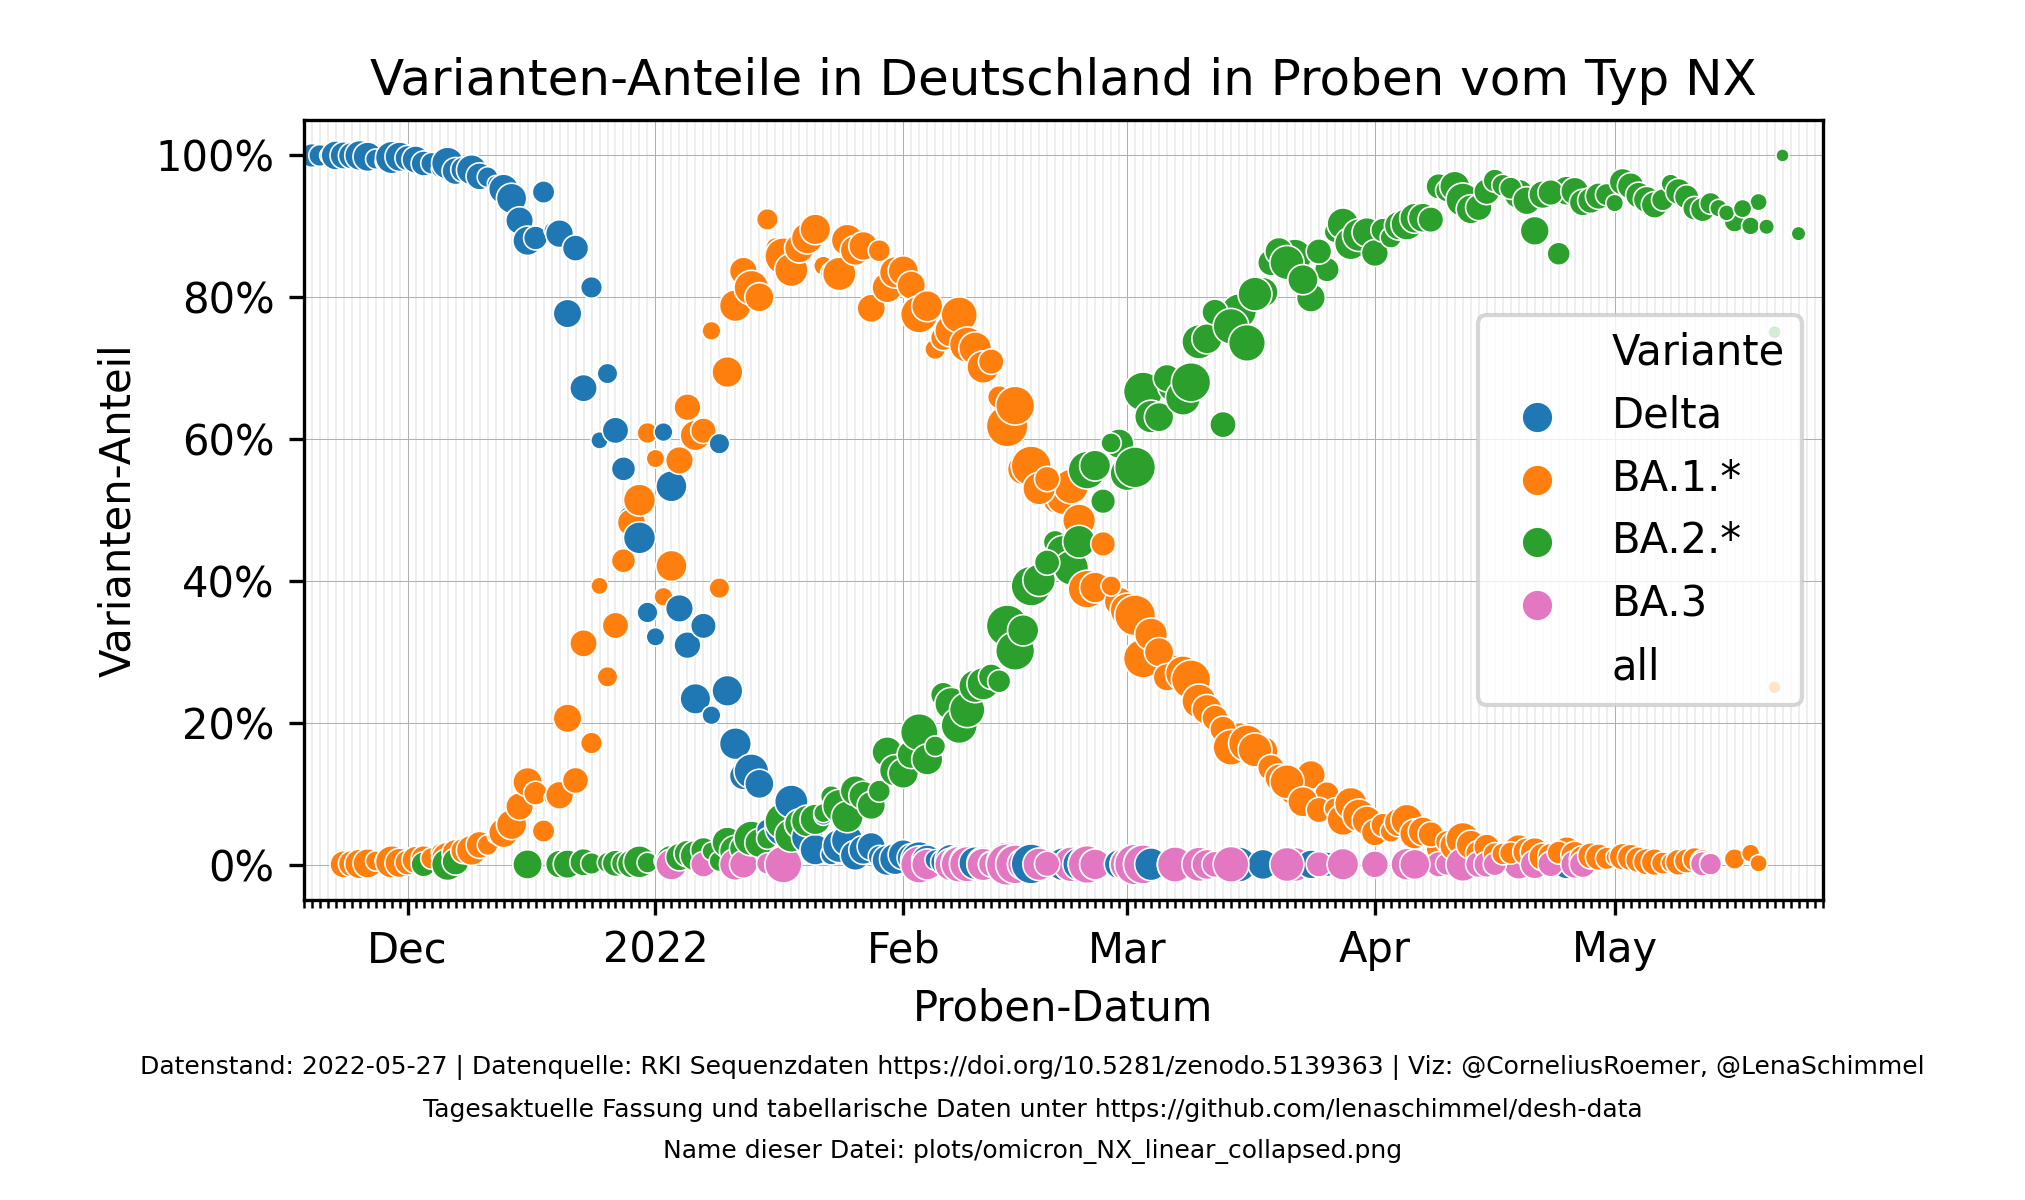 Varianten-Anteile in Deutschland in Proben vom Typ NX
Varianten-Anteil
100%
80%
60%
40%
20%
0%
Variante
Delta
BA.1.*
BA.2.*
BA.3
all
Dec 2022 Feb Mar Apr May
Proben-Datum
Datenstand: 2022-05-27 | Datenquelle: RKI Sequenzdaten https://doi.org/10.5281/zenodo.5139363 | Viz: @CorneliusRoemer, @LenaSchimmel
Tagesaktuelle Fassung und tabellarische Daten unter https://github.com/lenaschimmel/desh-data
Name dieser Datei: plots/omicron_NX_linear_collapsed.png